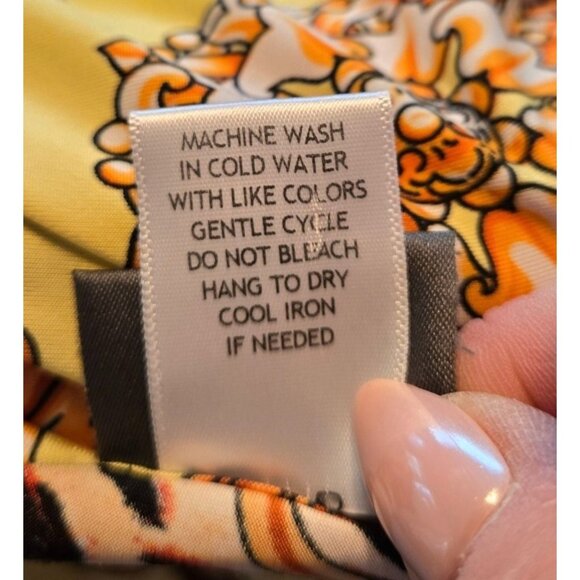 MACHINE WASH
IN COLD WATER
WITH LIKE COLORS
GENTLE CYCLE
DO NOT BLEACH
HANG TO DRY
COOL IRON
IF NEEDED